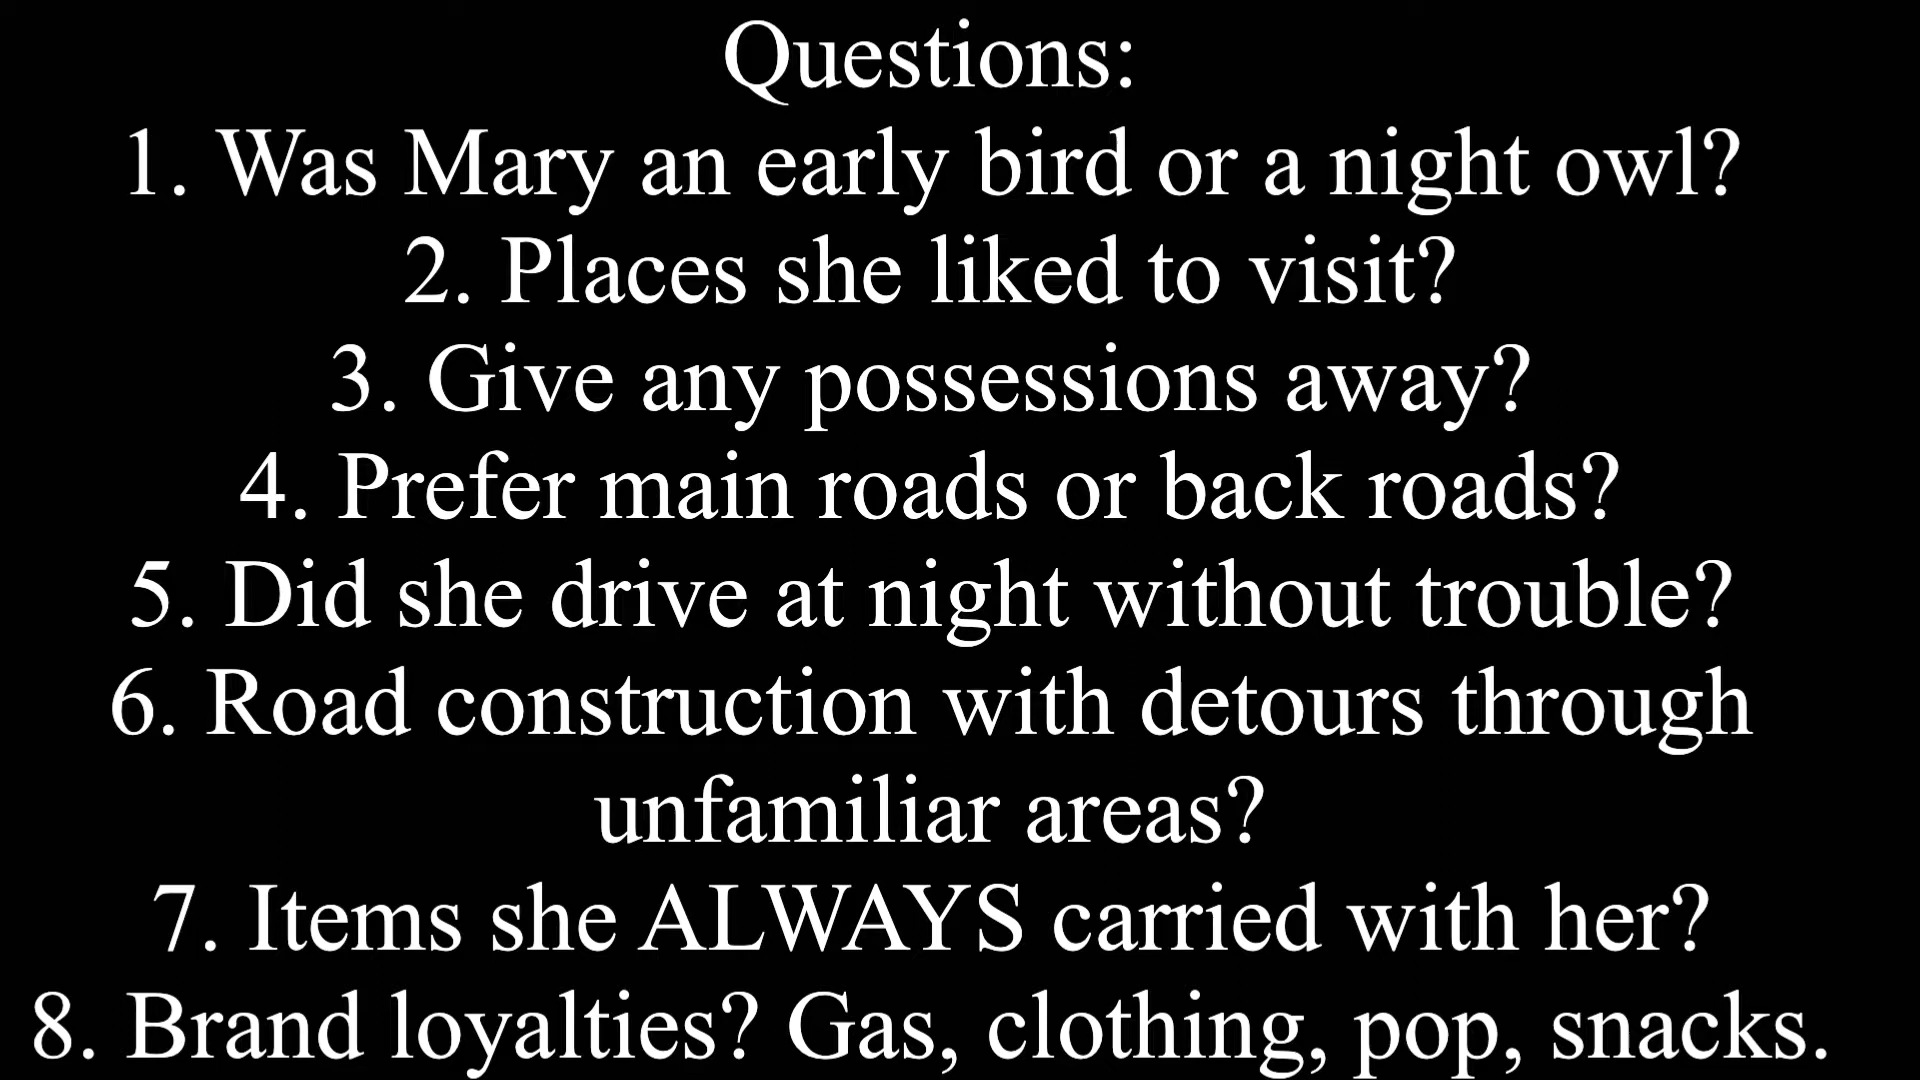 Questions:
1. Was Mary an early bird or a night owl?
2. Places she liked to visit?
3. Give any possessions away?
4. Prefer main roads or back roads?
5. Did she drive at night without trouble?
6. Road construction with detours through
unfamiliar areas?
7. Items she ALWAYS carried with her?
8. Brand loyalties? Gas, clothing, pop, snacks.